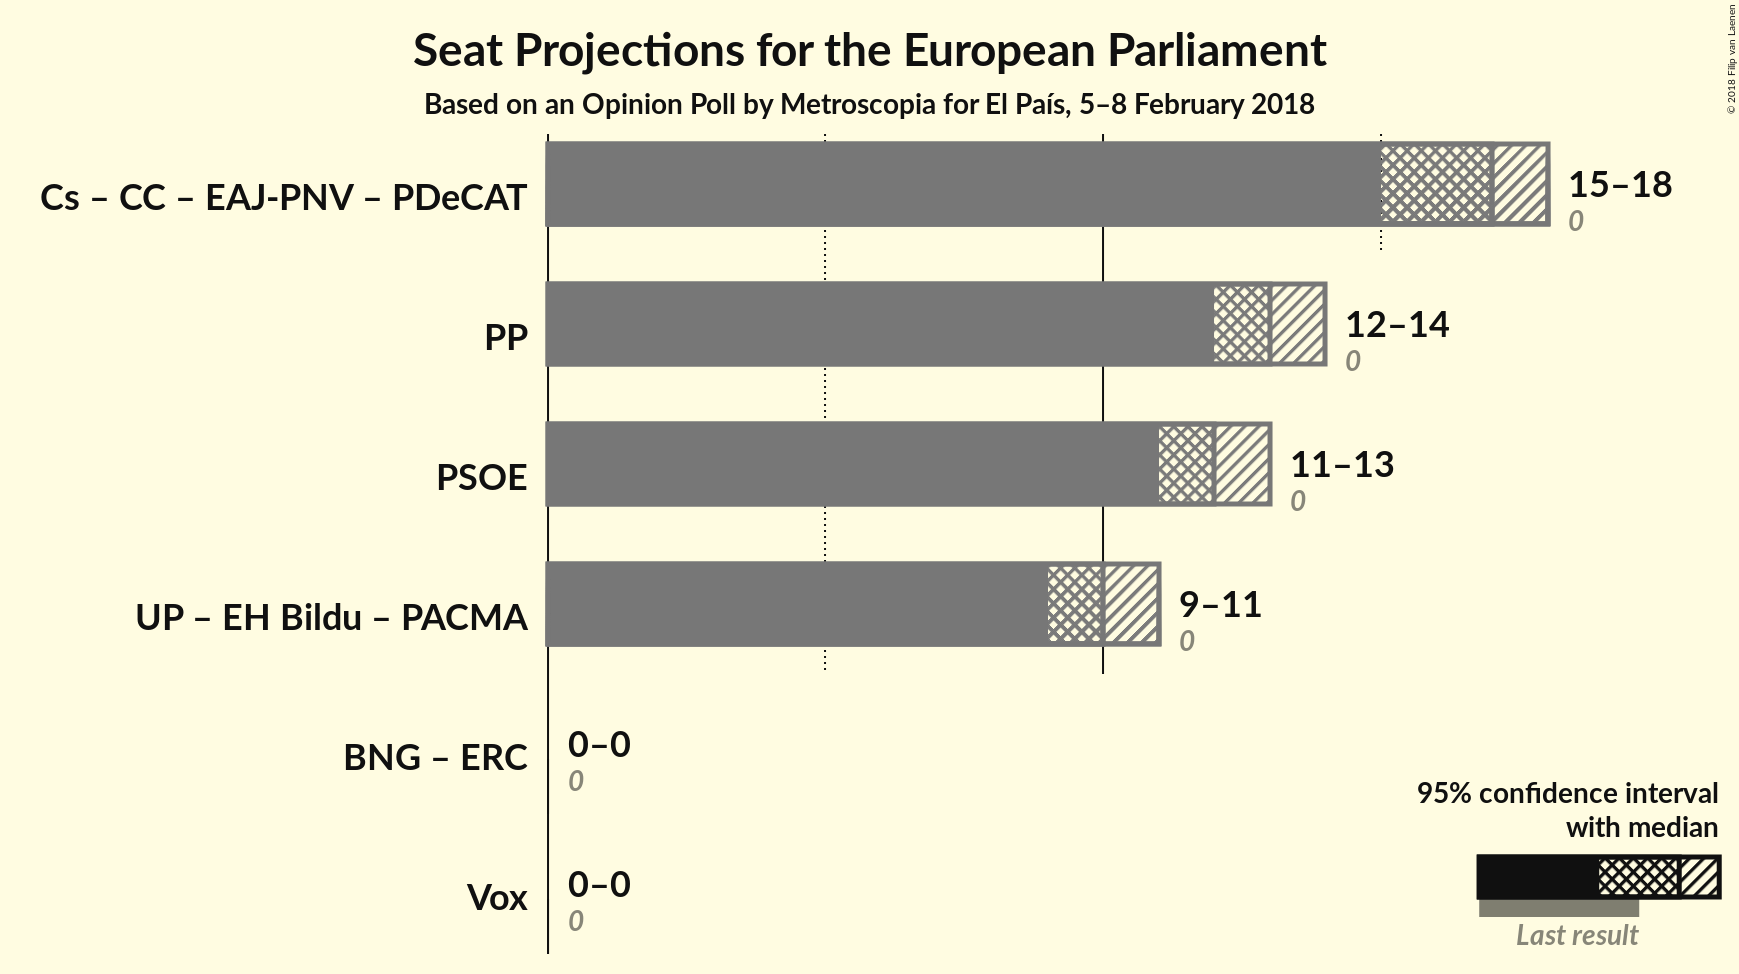 Seat Projections for the European Parliament
Based on an Opinion Poll by Metroscopia for El País, 5–8 February 2018
© 2018 Filip van Laenen
Cs – CC – EAJ-PNV – PDeCAT
15–18
0
PP
12–14
0
PSOE
11–13
0
UP – EH Bildu – PACMA
9–11
0
BNG – ERC
0–0
0
Vox
0–0
0
95% confidence interval
with median
Last result